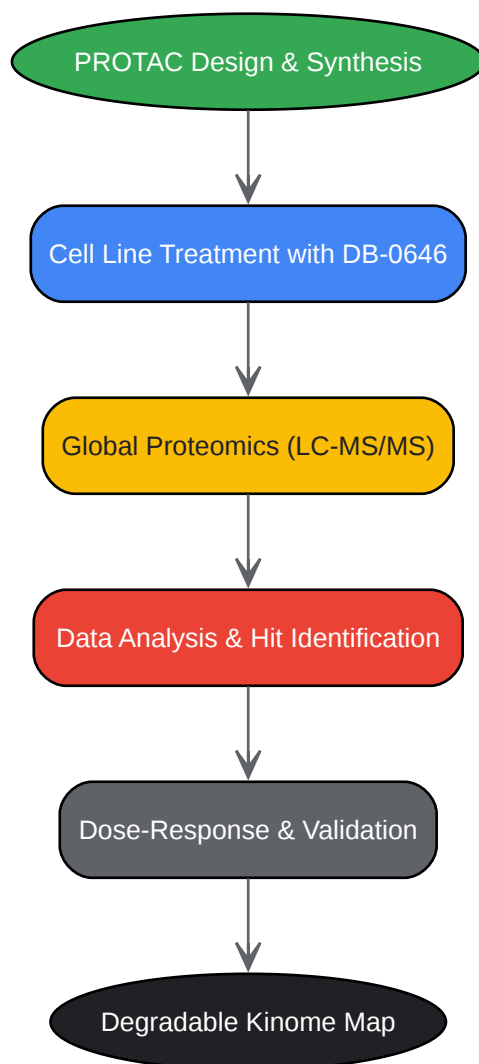 PROTAC Design & Synthesis
Cell Line Treatment with DB-0646
Global Proteomics (LC-MS/MS)
Data Analysis & Hit Identification
Dose-Response & Validation
Degradable Kinome Map